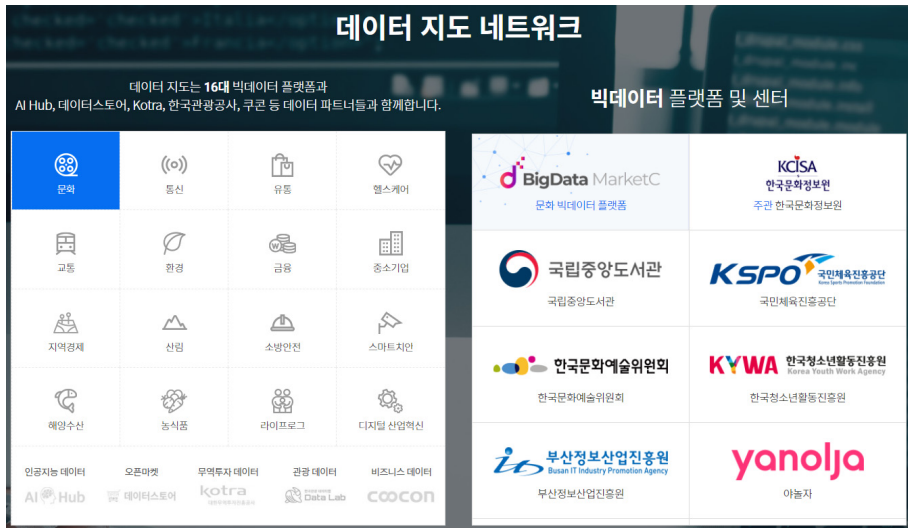 데이터 지도 네트워크
데이터 지도는 16대 빅데이터 플랫폼과
AI Hub, 데이터스토어, Kotra, 한국관광공사, 쿠콘 등 데이터 파트너들과 함께합니다.
문화
통신
유통
헬스케어
교통
환경
금융
중소기업
지역경제
산림
소방안전
스마트치안
해양수산
농식품
라이프로그
디지털 산업혁신
인공지능 데이터
오픈마켓
무역투자 데이터
관광 데이터
비즈니스 데이터
AI Hub
데이터스토어
kotra
Data Lab
coocon
빅데이터 플랫폼 및 센터
BigData MarketC
문화 빅데이터 플랫폼
KCISA
한국문화정보원
주관 한국문화정보원
국립중앙도서관
국립중앙도서관
KSPO 국민체육진흥공단
Korea Sports Promotion Foundation
국민체육진흥공단
한국문화예술위원회
한국문화예술위원회
KYWA 한국청소년활동진흥원
Korea Youth Work Agency
한국청소년활동진흥원
부산정보산업진흥원
Busan IT Industry Promotion Agency
부산정보산업진흥원
yanolja
야놀자